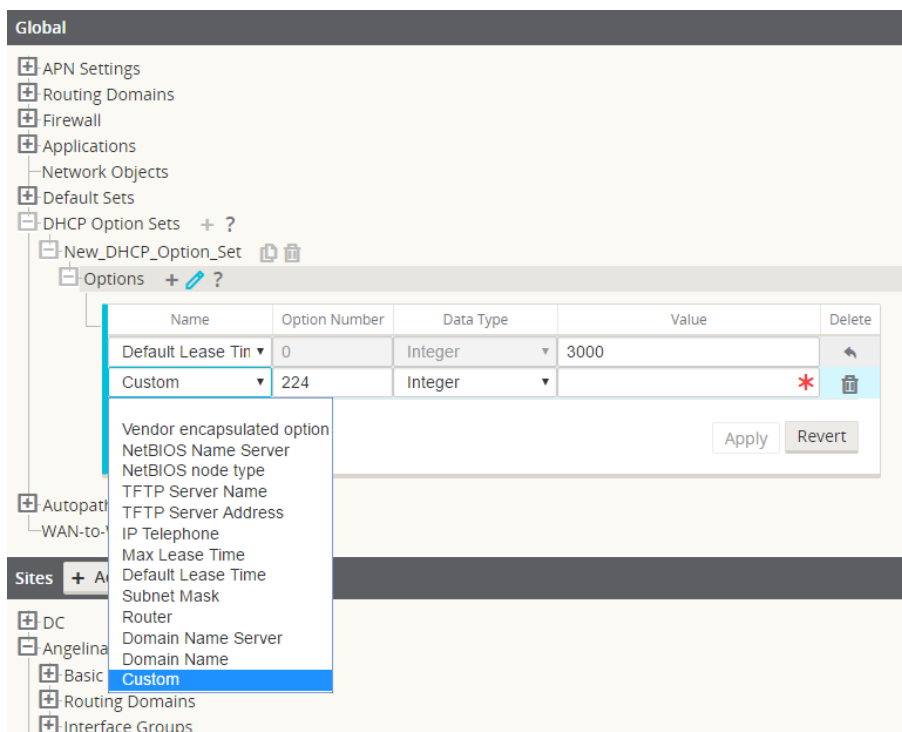 Global
APN Settings
Routing Domains
Firewall
Applications
Network Objects
Default Sets
DHCP Option Sets + ?
New_DHCP_Option_Set
Options + ?
Name Option Number Data Type Value Delete
Default Lease Tin 0 Integer 3000
Custom 224 Integer *
Vendor encapsulated option
NetBIOS Name Server
NetBIOS node type
TFTP Server Name
TFTP Server Address
IP Telephone
Max Lease Time
Default Lease Time
Subnet Mask
Router
Domain Name Server
Domain Name
Custom
Apply Revert
Autopath
WAN-to-
Sites + A
DC
Angelina
Basic
Routing Domains
Interface Groups